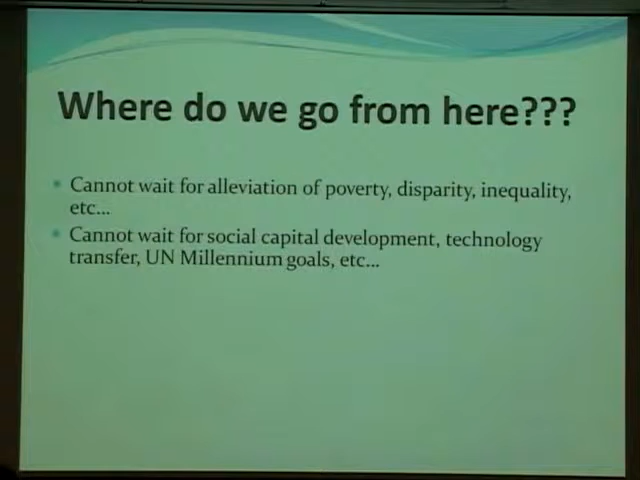 Where do we go from here???
Cannot wait for alleviation of poverty, disparity, inequality,
etc...
Cannot wait for social capital development, technology
transfer, UN Millennium goals, etc...